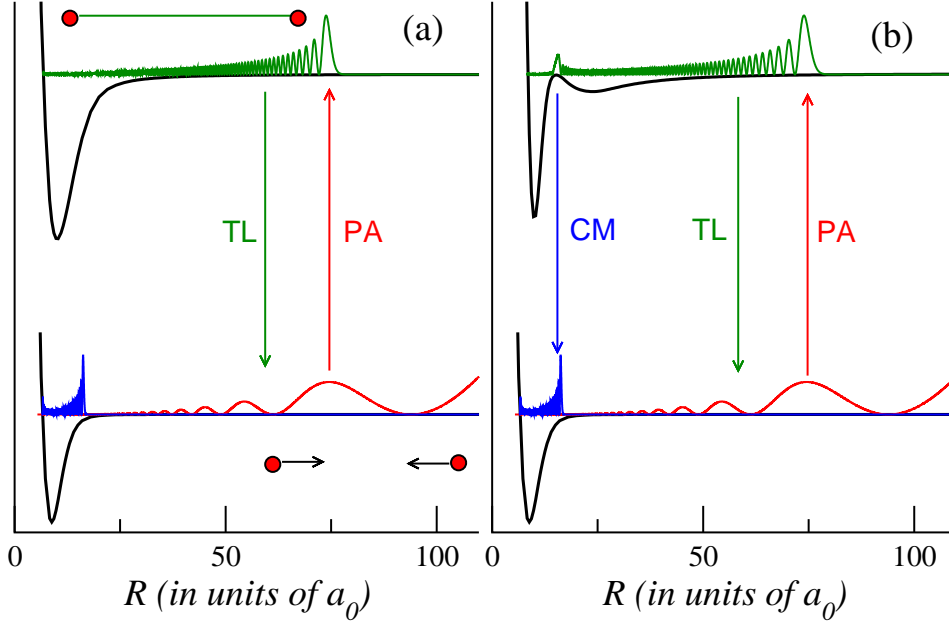 (a)
(b)
TL
PA
CM
TL
PA
0
50
100
0
50
100
R (in units of a₀)
R (in units of a₀)